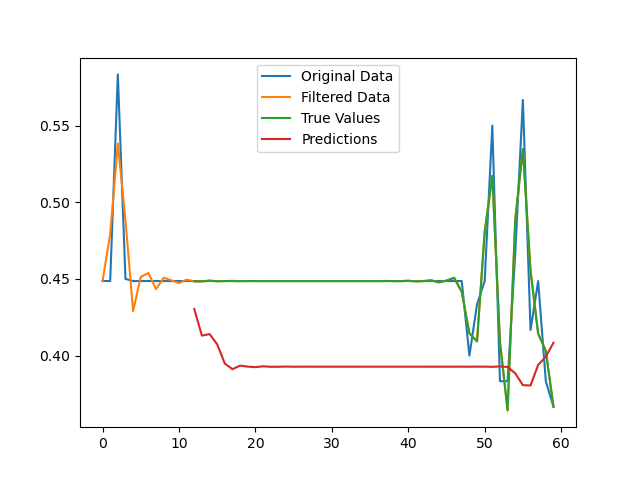 Original Data
Filtered Data
True Values
Predictions
0.55
0.50
0.45
0.40
0 10 20 30 40 50 60